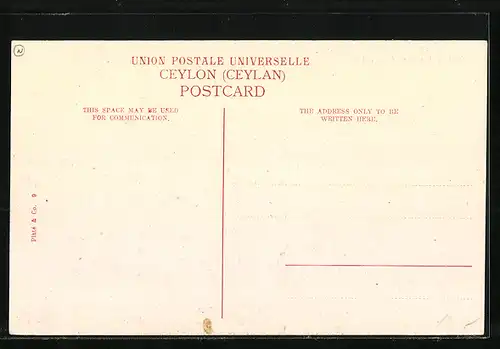 UNION POSTALE UNIVERSELLE
CEYLON (CEYLAN)
POSTCARD
THIS SPACE MAY BE USED
FOR COMMUNICATION.
THE ADDRESS ONLY TO BE
WRITTEN HERE.
Plâté & Co. 9